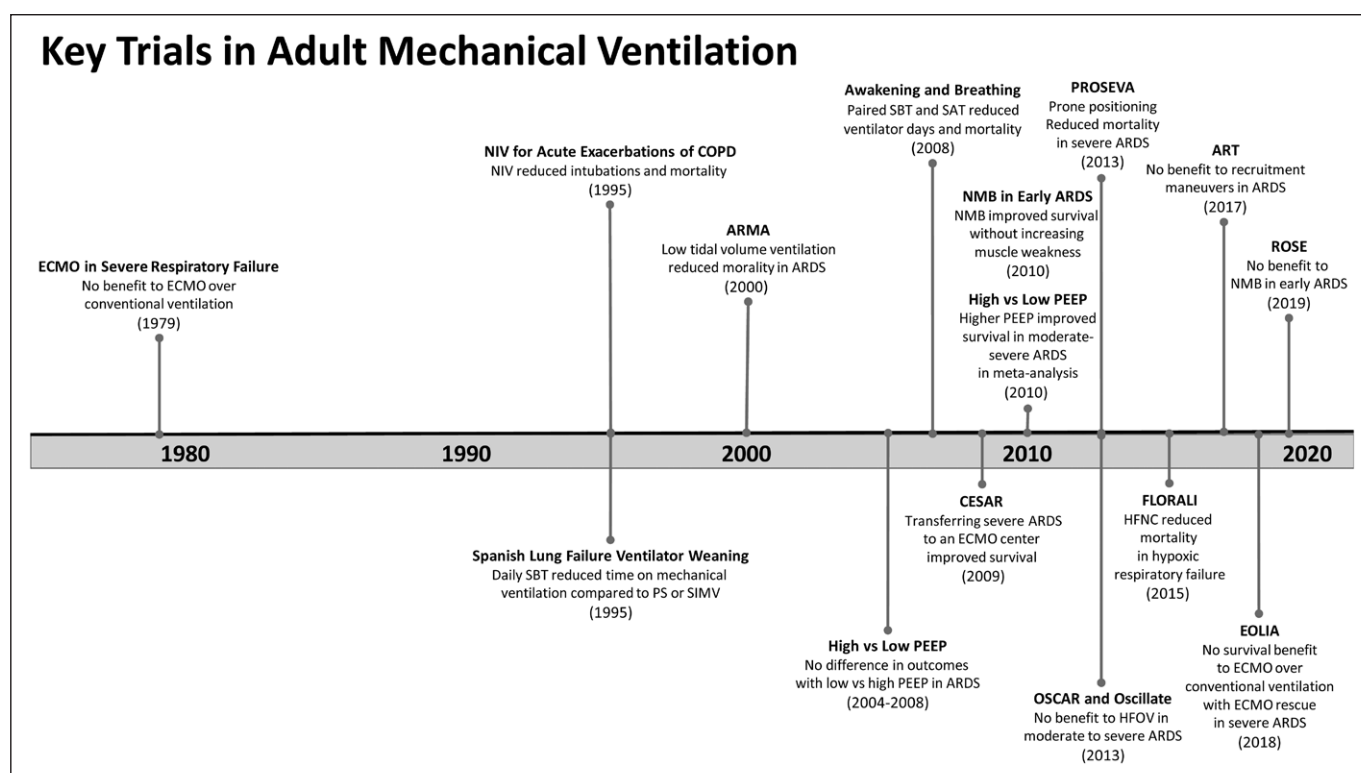 Key Trials in Adult Mechanical Ventilation
ECMO in Severe Respiratory Failure
No benefit to ECMO over
conventional ventilation
(1979)
NIV for Acute Exacerbations of COPD
NIV reduced intubations and mortality
(1995)
ARMA
Low tidal volume ventilation
reduced morality in ARDS
(2000)
Awakening and Breathing
Paired SBT and SAT reduced
ventilator days and mortality
(2008)
NMB in Early ARDS
NMB improved survival
without increasing
muscle weakness
(2010)
High vs Low PEEP
Higher PEEP improved
survival in moderate-
severe ARDS
in meta-analysis
(2010)
PROSEVA
Prone positioning
Reduced mortality
in severe ARDS
(2013)
ART
No benefit to recruitment
maneuvers in ARDS
(2017)
ROSE
No benefit to
NMB in early ARDS
(2019)
1980
1990
2000
2010
2020
Spanish Lung Failure Ventilator Weaning
Daily SBT reduced time on mechanical
ventilation compared to PS or SIMV
(1995)
High vs Low PEEP
No difference in outcomes
with low vs high PEEP in ARDS
(2004-2008)
CESAR
Transferring severe ARDS
to an ECMO center
improved survival
(2009)
OSCAR and Oscillate
No benefit to HFOV in
moderate to severe ARDS
(2013)
FLORALI
HFNC reduced
mortality
in hypoxic
respiratory failure
(2015)
EOLIA
No survival benefit
to ECMO over
conventional ventilation
with ECMO rescue
in severe ARDS
(2018)